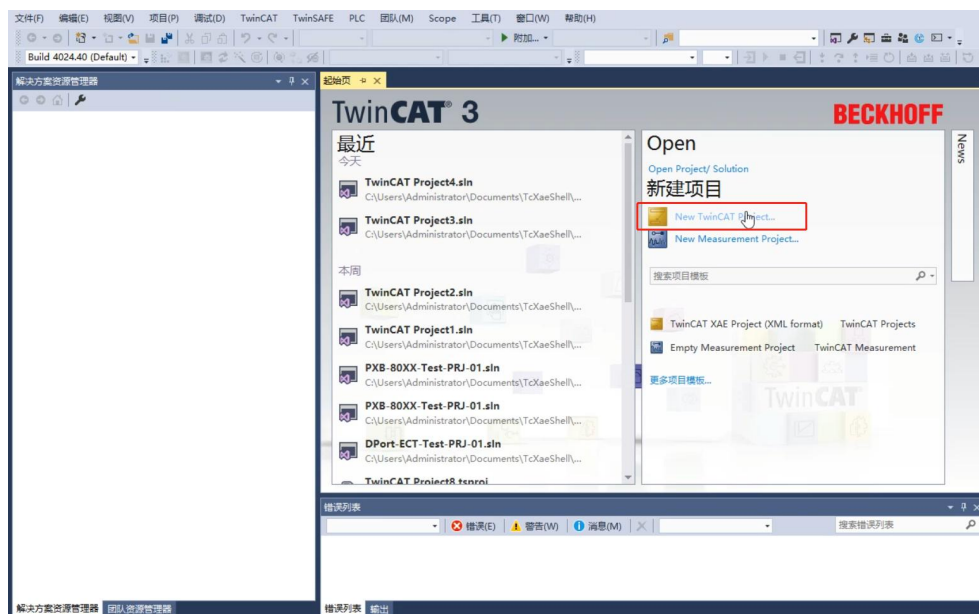 文件(F) 编辑(E) 视图(V) 项目(P) 调试(D) TwinCAT TwinSAFE PLC 团队(M) Scope 工具(T) 窗口(W) 帮助(H)
附加...
Build 4024.40 (Default)
解决方案资源管理器
起始页
TwinCAT® 3
BECKHOFF
最近
今天
TwinCAT Project4.sln
C:\Users\Administrator\Documents\TcXaeShell\...
TwinCAT Project3.sln
C:\Users\Administrator\Documents\TcXaeShell\...
本周
TwinCAT Project2.sln
C:\Users\Administrator\Documents\TcXaeShell\...
TwinCAT Project1.sln
C:\Users\Administrator\Documents\TcXaeShell\...
PXB-80XX-Test-PRJ-01.sln
C:\Users\Administrator\Documents\TcXaeShell\...
PXB-80XX-Test-PRJ-01.sln
C:\Users\Administrator\Documents\TcXaeShell\...
DPort-ECT-Test-PRJ-01.sln
C:\Users\Administrator\Documents\TcXaeShell\...
TwinCAT Project8.tsproj
Open
Open Project/ Solution
新建项目
New TwinCAT Project...
New Measurement Project...
搜索项目模板
TwinCAT XAE Project (XML format) TwinCAT Projects
Empty Measurement Project TwinCAT Measurement
更多项目模板...
TwinCAT
News
错误列表
错误(E) 警告(W) 消息(M)
搜索错误列表
解决方案资源管理器 团队资源管理器
错误列表 输出